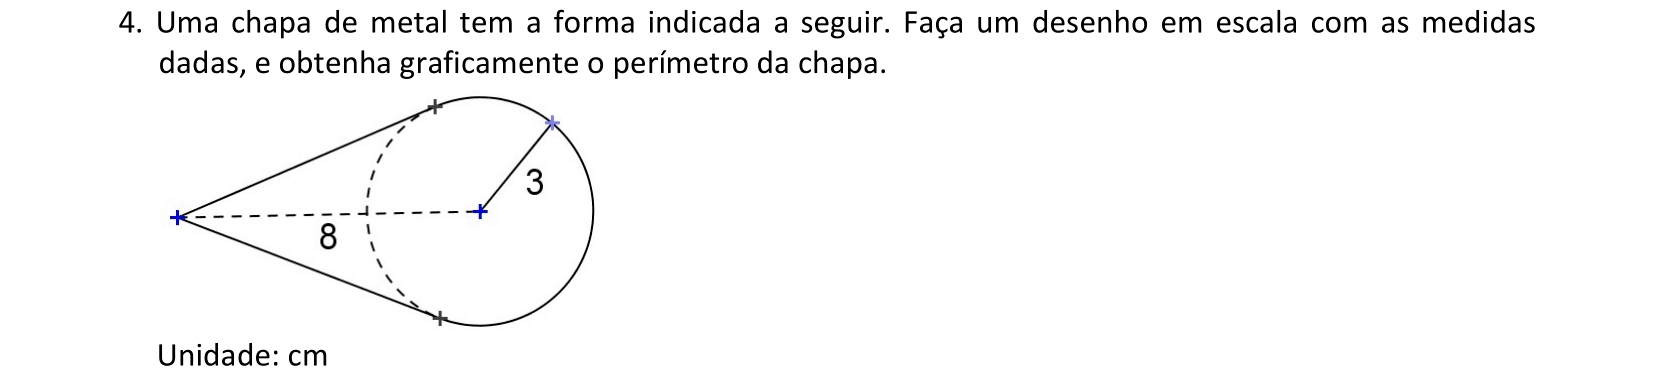 4. Uma chapa de metal tem a forma indicada a seguir. Faça um desenho em escala com as medidas
dadas, e obtenha graficamente o perímetro da chapa.
3
8
Unidade: cm